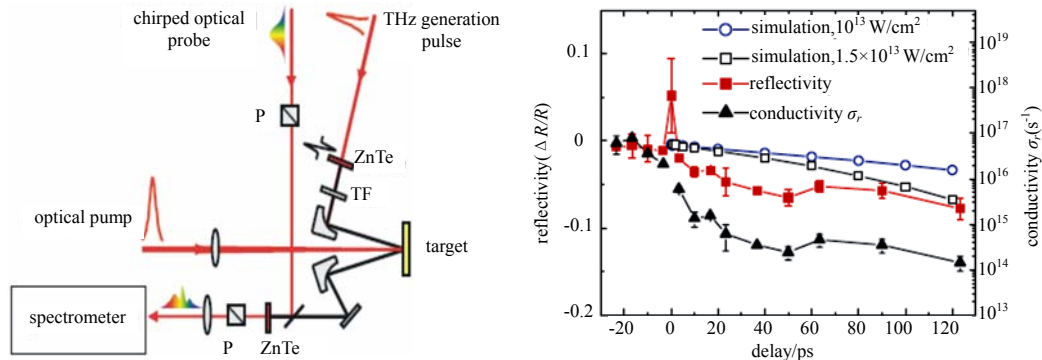 chirped optical
probe
THz generation
pulse
P
ZnTe
TF
optical pump
target
spectrometer
P
ZnTe
simulation,10¹³ W/cm²
simulation,1.5×10¹³ W/cm²
reflectivity
conductivity σᵣ
reflectivity( ΔR/R)
0.1
0
-0.1
-0.2
conductivity σᵣ(s⁻¹)
10¹⁹
10¹⁸
10¹⁷
10¹⁶
10¹⁵
10¹⁴
10¹³
-20 0 20 40 60 80 100 120
delay/ps